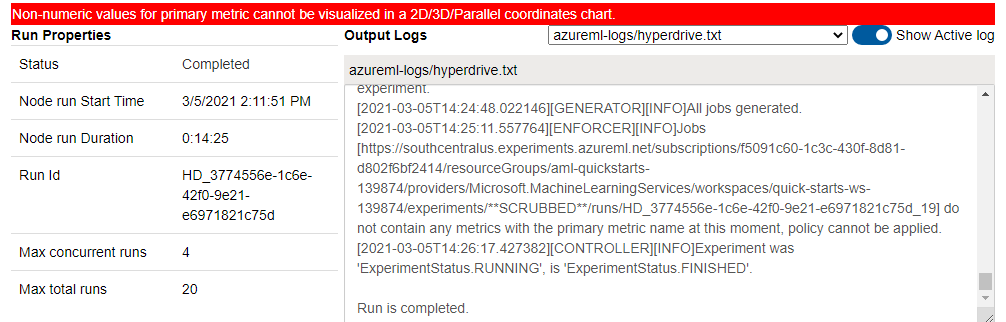 Non-numeric values for primary metric cannot be visualized in a 2D/3D/Parallel coordinates chart.
Run Properties
Status Completed
Node run Start Time 3/5/2021 2:11:51 PM
Node run Duration 0:14:25
Run Id HD_3774556e-1c6e-
42f0-9e21-
e6971821c75d
Max concurrent runs 4
Max total runs 20
Output Logs azureml-logs/hyperdrive.txt Show Active log
azureml-logs/hyperdrive.txt
experiment.
[2021-03-05T14:24:48.022146][GENERATOR][INFO]All jobs generated.
[2021-03-05T14:25:11.557764][ENFORCER][INFO]Jobs
[https://southcentralus.experiments.azureml.net/subscriptions/f5091c60-1c3c-430f-8d81-
d802f6bf2414/resourceGroups/aml-quickstarts-
139874/providers/Microsoft.MachineLearningServices/workspaces/quick-starts-ws-
139874/experiments/**SCRUBBED**/runs/HD_3774556e-1c6e-42f0-9e21-e6971821c75d_19] do
not contain any metrics with the primary metric name at this moment, policy cannot be applied.
[2021-03-05T14:26:17.427382][CONTROLLER][INFO]Experiment was
'ExperimentStatus.RUNNING', is 'ExperimentStatus.FINISHED'.
Run is completed.